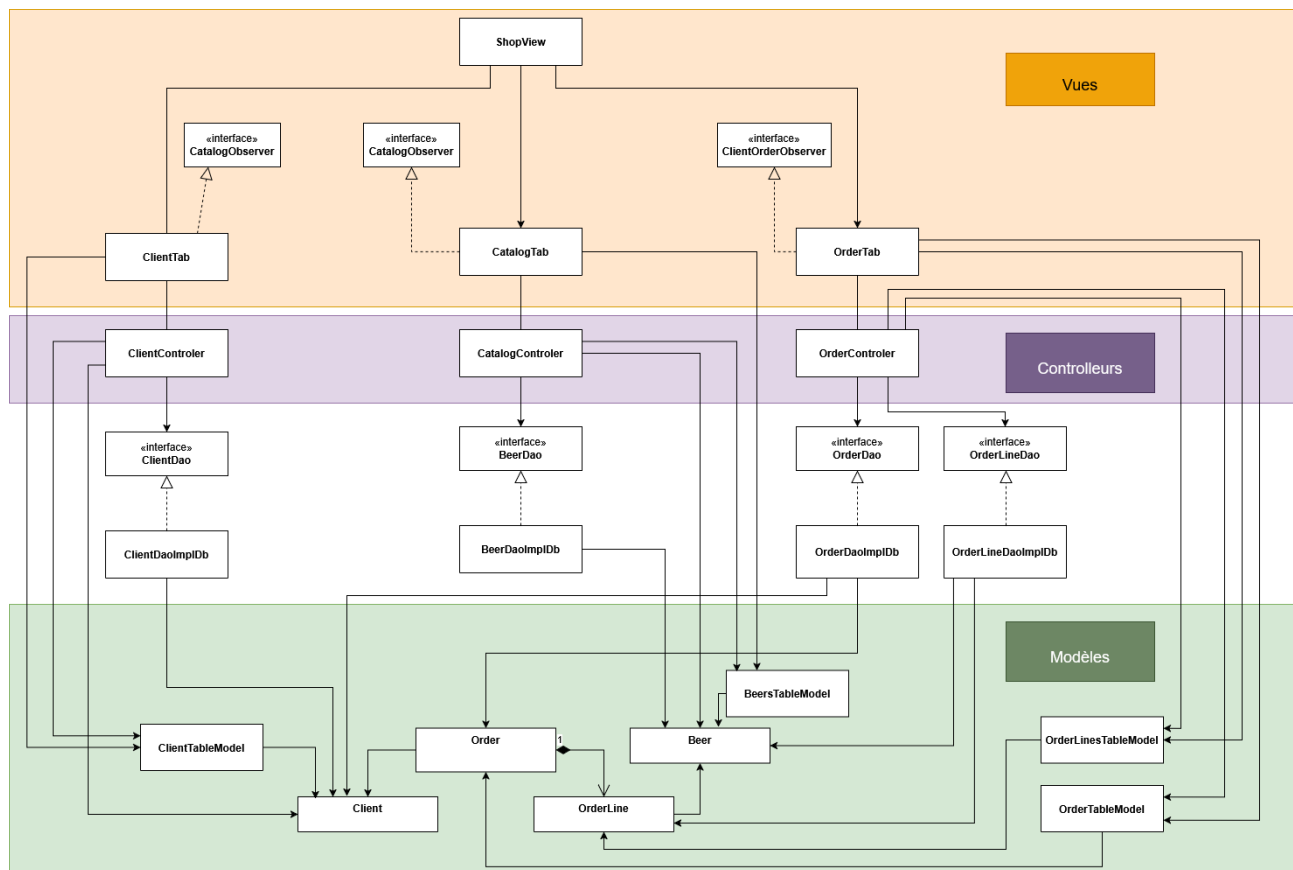 ShopView
Vues
«interface»
CatalogObserver
«interface»
CatalogObserver
«interface»
ClientOrderObserver
ClientTab
CatalogTab
OrderTab
ClientControler
CatalogControler
OrderControler
Controlleurs
«interface»
ClientDao
«interface»
BeerDao
«interface»
OrderDao
«interface»
OrderLineDao
ClientDaoImplDb
BeerDaoImplDb
OrderDaoImplDb
OrderLineDaoImplDb
Modèles
BeersTableModel
ClientTableModel
Order
1
Beer
OrderLinesTableModel
Client
OrderLine
OrderTableModel